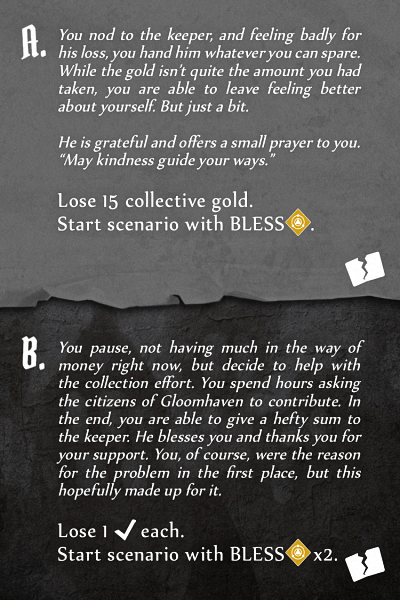 A.
You nod to the keeper, and feeling badly for
his loss, you hand him whatever you can spare.
While the gold isn't quite the amount you had
taken, you are able to leave feeling better
about yourself. But just a bit.
He is grateful and offers a small prayer to you.
“May kindness guide your ways.”
Lose 15 collective gold.
Start scenario with BLESS.
B.
You pause, not having much in the way of
money right now, but decide to help with
the collection effort. You spend hours asking
the citizens of Gloomhaven to contribute. In
the end, you are able to give a hefty sum to
the keeper. He blesses you and thanks you for
your support. You, of course, were the reason
for the problem in the first place, but this
hopefully made up for it.
Lose 1 ✓ each.
Start scenario with BLESS x2.